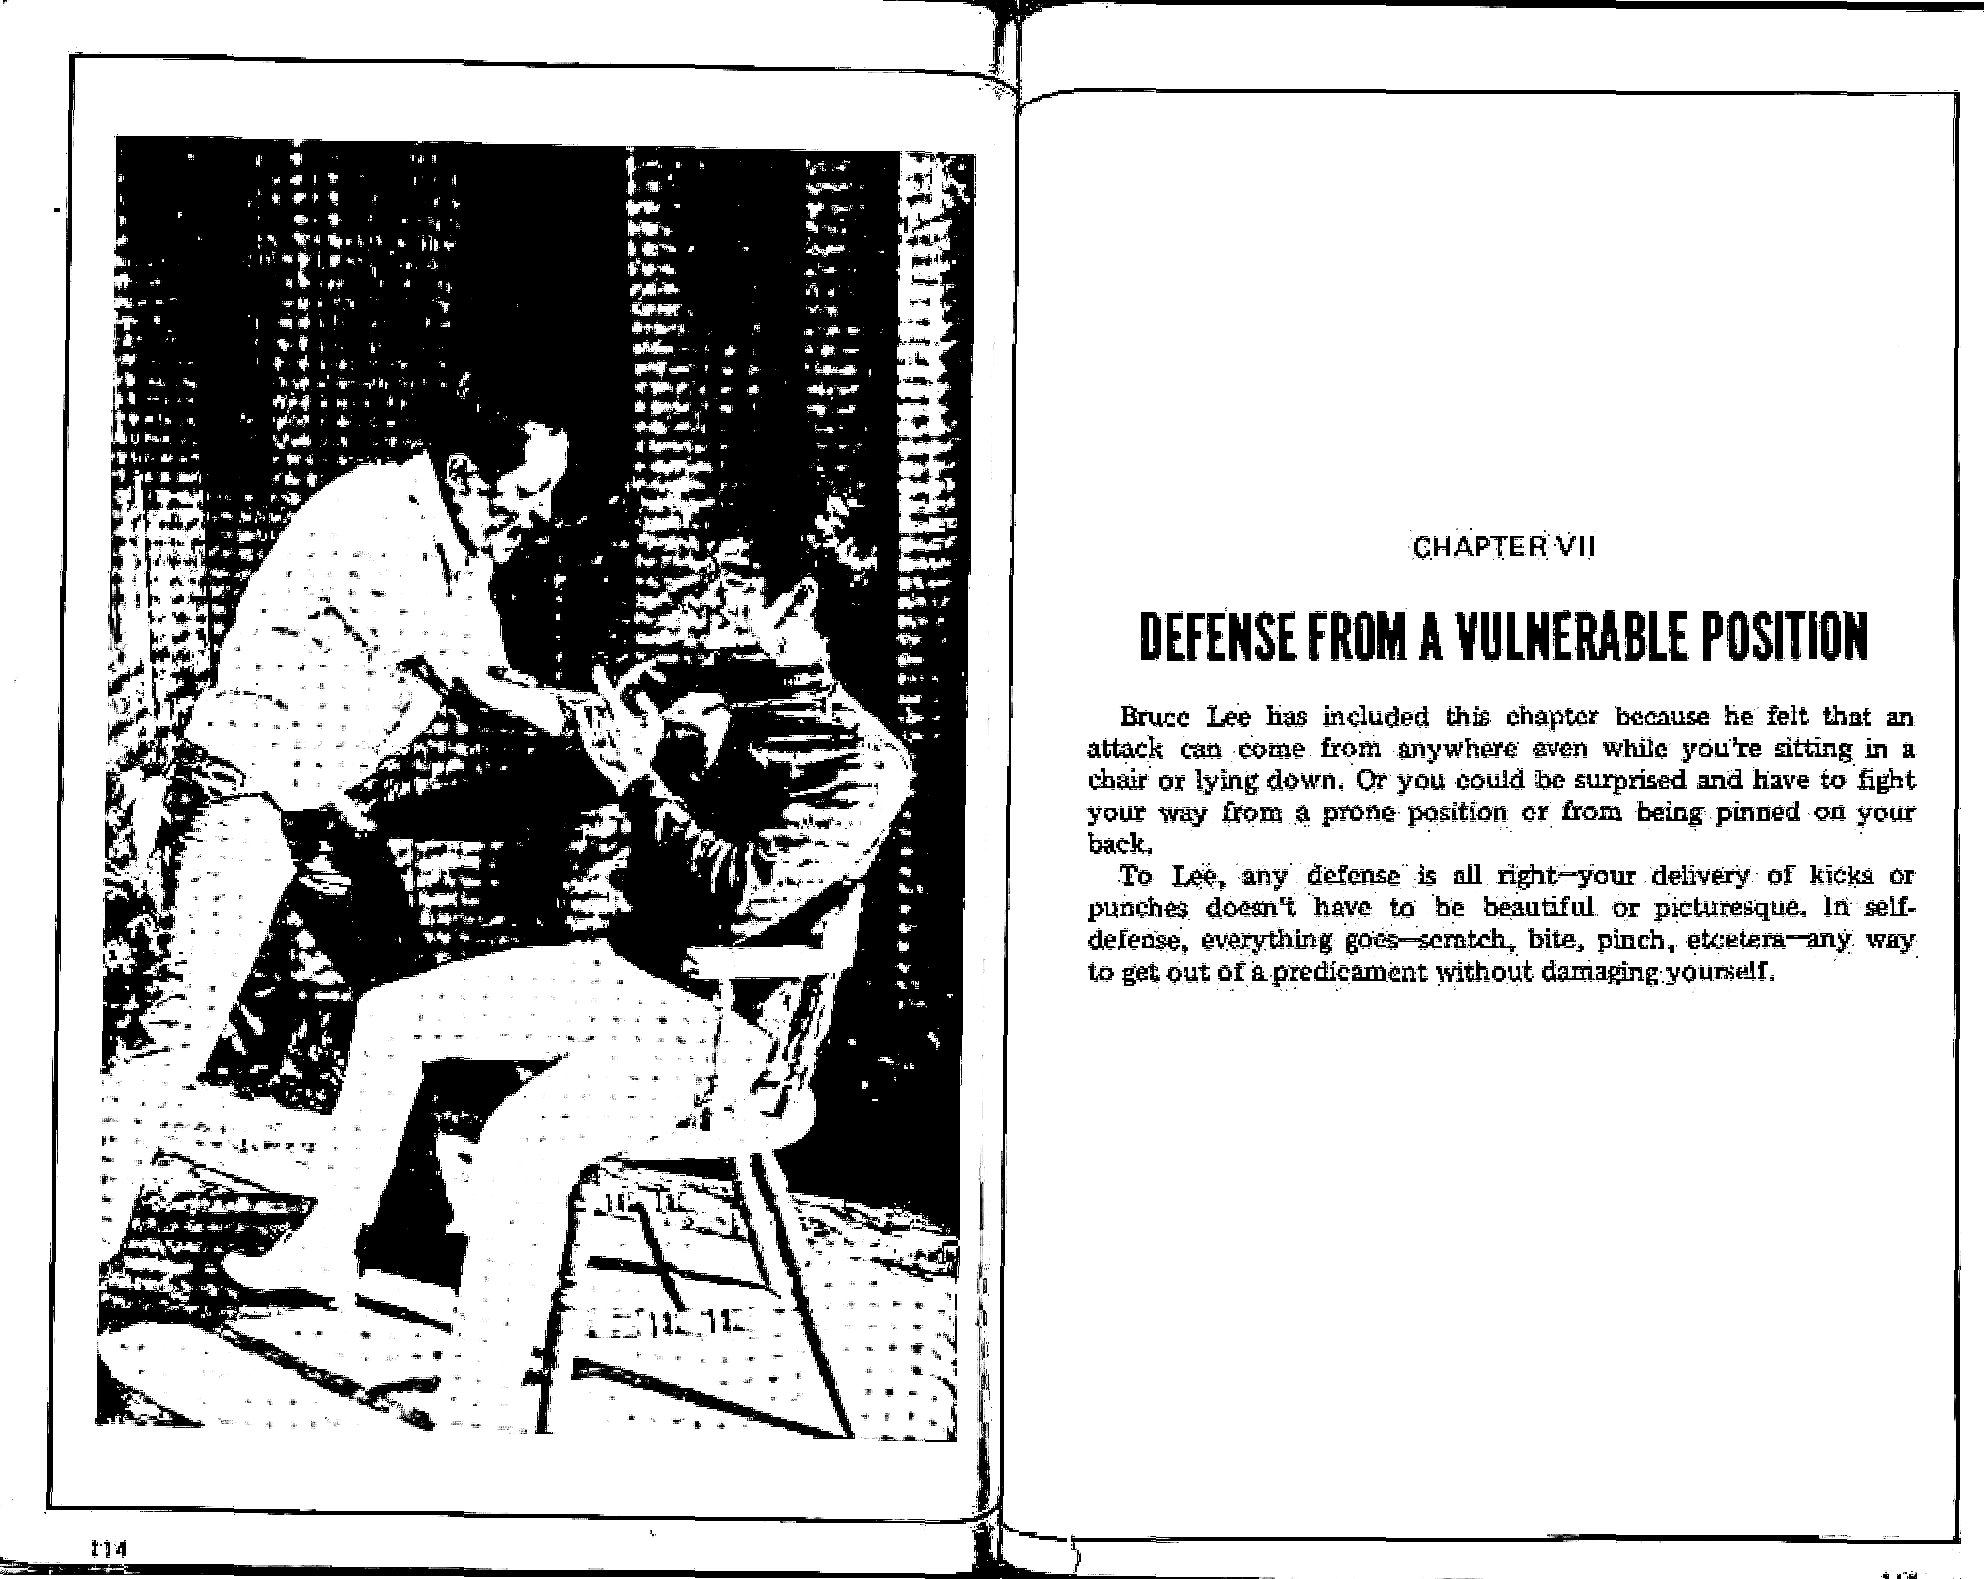 114
CHAPTER VII
DEFENSE FROM A VULNERABLE POSITION
Bruce Lee has included this chapter because he felt that an
attack can come from anywhere even while you're sitting in a
chair or lying down. Or you could be surprised and have to fight
your way from a prone position or from being pinned on your
back.
To Lee, any defense is all right—your delivery of kicks or
punches doesn't have to be beautiful or picturesque. In self-
defense, everything goes—scratch, bite, pinch, etcetera—any way
to get out of a predicament without damaging yourself.